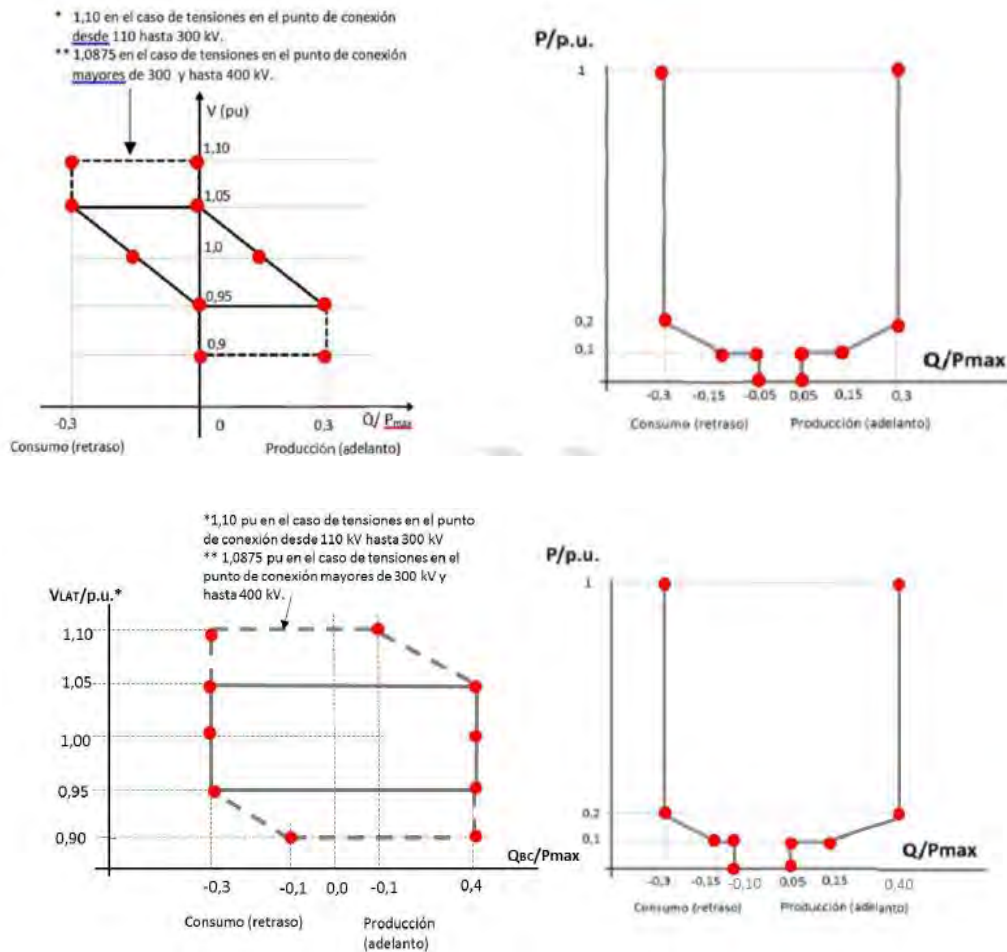 * 1,10 en el caso de tensiones en el punto de conexión
desde 110 hasta 300 kV.
** 1,0875 en el caso de tensiones en el punto de conexión
mayores de 300 y hasta 400 kV.
V (pu)
1,10
1,05
1,0
0,95
0,9
-0,3
0
0,3
Q/ Pmax
Consumo (retraso)
Producción (adelanto)
P/p.u.
1
0,2
0,1
Q/Pmax
-0,3
-0,15
-0,05
0,05
0,15
0,3
Consumo (retraso)
Producción (adelanto)
*1,10 pu en el caso de tensiones en el punto
de conexión desde 110 kV hasta 300 kV
** 1,0875 pu en el caso de tensiones en el
punto de conexión mayores de 300 kV y
hasta 400 kV.
VLAT/p.u.*
1,10
1,05
1,00
0,95
0,90
QBC/Pmax
-0,3
-0,1
0,0
-0,1
0,4
Consumo (retraso)
Producción
(adelanto)
P/p.u.
1
0,2
0,1
Q/Pmax
-0,3
-0,15
-0,10
0,05
0,15
0,40
Consumo (retraso)
Producción (adelanto)